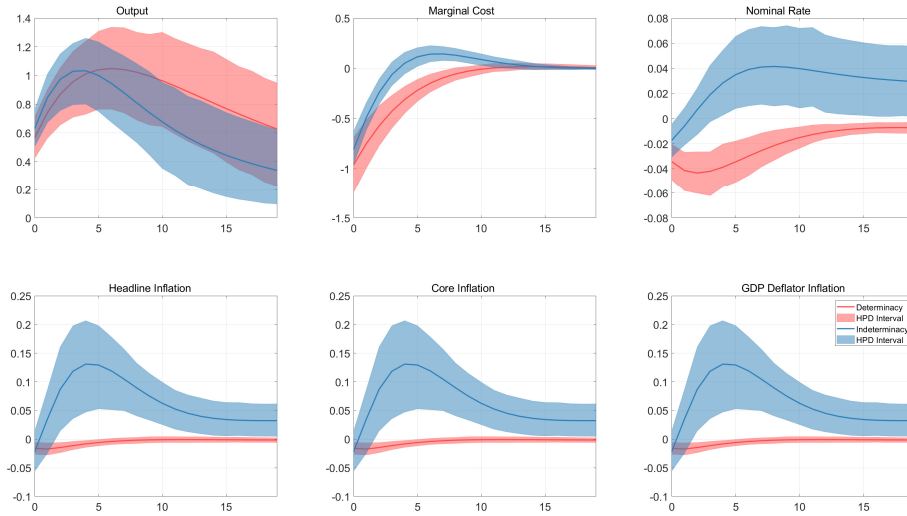 Output
1.4
1.2
1
0.8
0.6
0.4
0.2
0
0 5 10 15
Marginal Cost
0.5
0
-0.5
-1
-1.5
0 5 10 15
Nominal Rate
0.08
0.06
0.04
0.02
0
-0.02
-0.04
-0.06
-0.08
0 5 10 15
Headline Inflation
0.25
0.2
0.15
0.1
0.05
0
-0.05
-0.1
0 5 10 15
Core Inflation
0.25
0.2
0.15
0.1
0.05
0
-0.05
-0.1
0 5 10 15
GDP Deflator Inflation
0.25
0.2
0.15
0.1
0.05
0
-0.05
-0.1
0 5 10 15
Determinacy
HPD Interval
Indeterminacy
HPD Interval